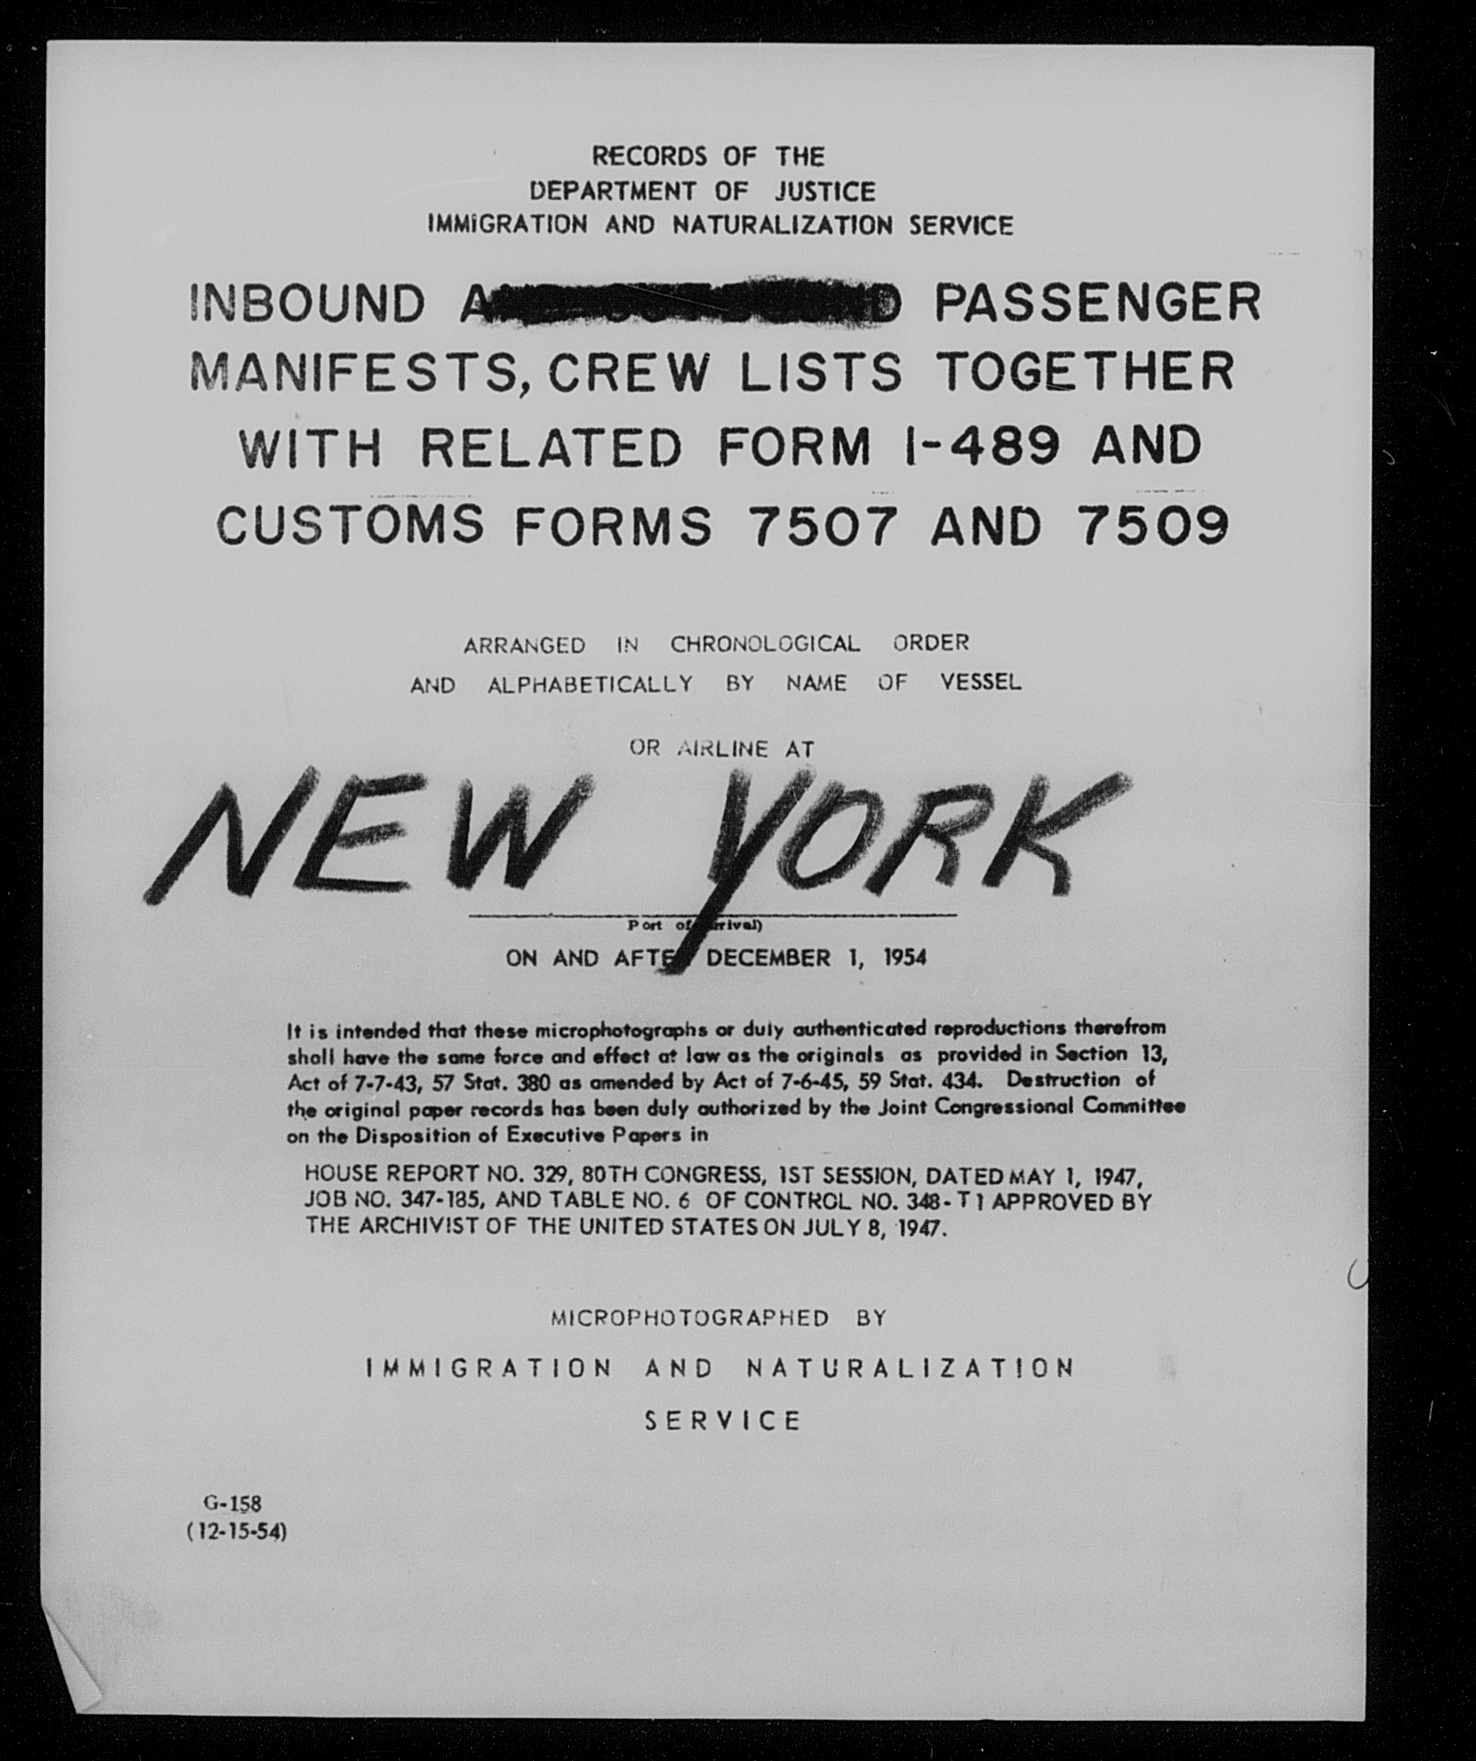 RECORDS OF THE
DEPARTMENT OF JUSTICE
IMMIGRATION AND NATURALIZATION SERVICE
INBOUND PASSENGER
MANIFESTS, CREW LISTS TOGETHER
WITH RELATED FORM I-489 AND
CUSTOMS FORMS 7507 AND 7509
ARRANGED IN CHRONOLOGICAL ORDER
AND ALPHABETICALLY BY NAME OF VESSEL
OR AIRLINE AT
NEW YORK
Port of
ON AND AFTER DECEMBER 1, 1954
It is intended that these microphotographs or duly authenticated reproductions therefrom
shall have the same force and effect at law as the originals as provided in Section 13,
Act of 7-7-43, 57 Stat. 380 as amended by Act of 7-6-45, 59 Stat. 434. Destruction of
the original paper records has been duly authorized by the Joint Congressional Committee
on the Disposition of Executive Papers in
HOUSE REPORT NO. 329, 80TH CONGRESS, 1ST SESSION, DATED MAY 1, 1947,
JOB NO. 347-185, AND TABLE NO. 6 OF CONTROL NO. 348-T1 APPROVED BY
THE ARCHIVIST OF THE UNITED STATES ON JULY 8, 1947.
MICROPHOTOGRAPHED BY
IMMIGRATION AND NATURALIZATION
SERVICE
G-158
(12-15-54)